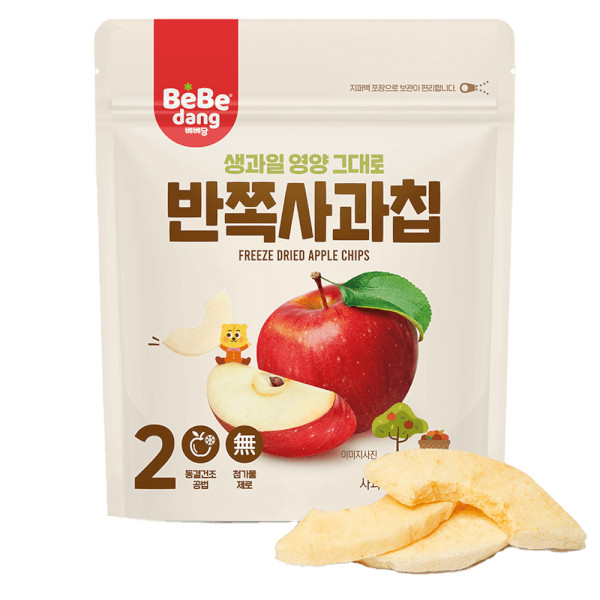 BeBe
dang®
베베당
지퍼백 포장으로 보관이 편리합니다.
생과일 영양 그대로
반쪽사과칩
FREEZE DRIED APPLE CHIPS
2
동결건조
공법
無
첨가물
제로
이미지사진
사과